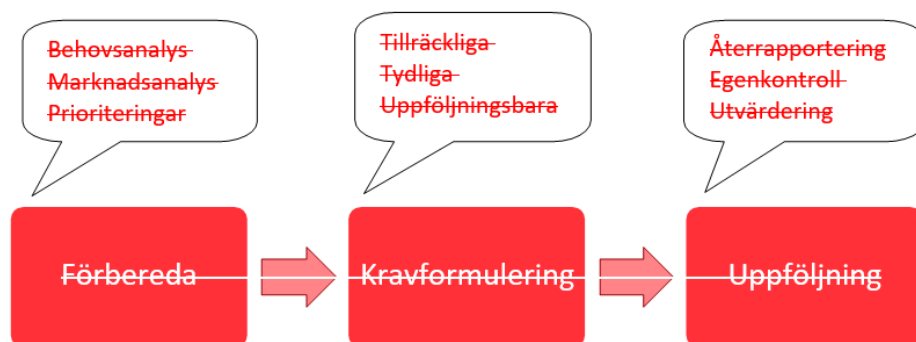 Behovsanalys
Marknadsanalys
Prioriteringar
Tillräckliga
Tydliga
Uppföljningsbara
Återrapportering
Egenkontroll
Utvärdering
Förbereda
Kravformulering
Uppföljning